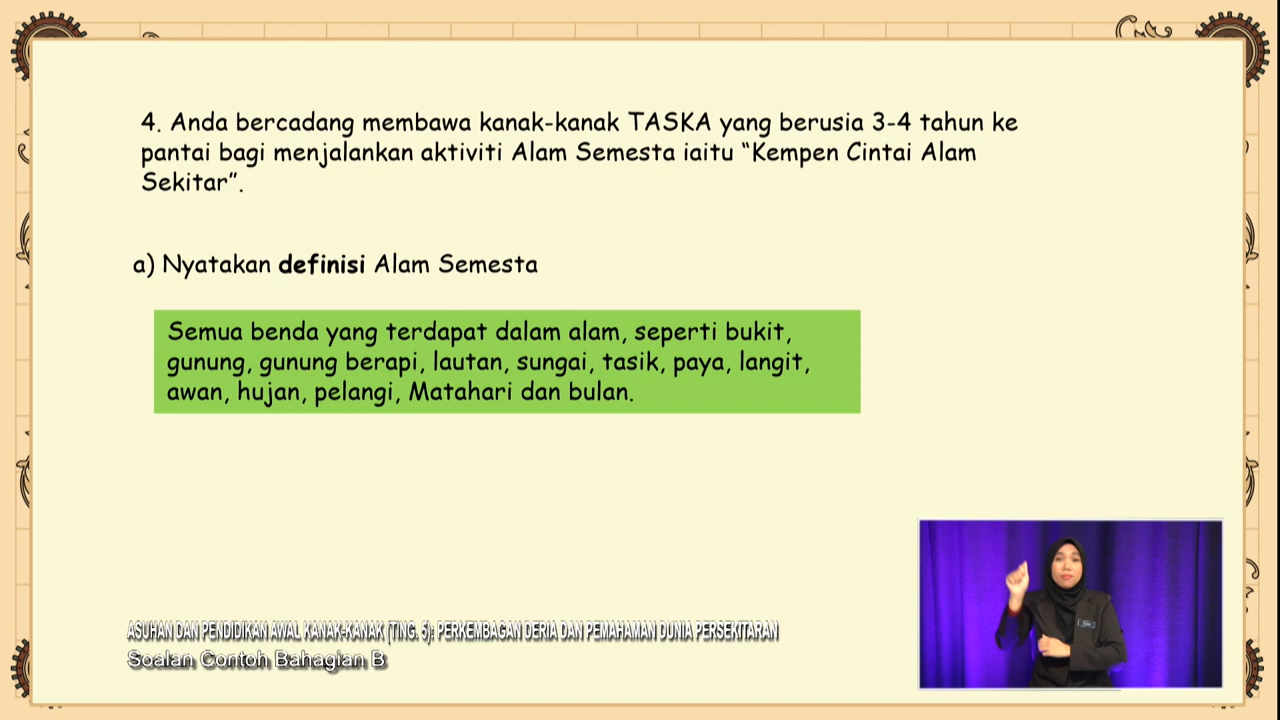 4. Anda bercadang membawa kanak-kanak TASKA yang berusia 3-4 tahun ke
pantai bagi menjalankan aktiviti Alam Semesta iaitu “Kempen Cintai Alam
Sekitar”.
a) Nyatakan definisi Alam Semesta
Semua benda yang terdapat dalam alam, seperti bukit,
gunung, gunung berapi, lautan, sungai, tasik, paya, langit,
awan, hujan, pelangi, Matahari dan bulan.
ASUHAN DAN PENDIDIKAN AWAL KANAK-KANAK (TING. 5): PERKEMBAGAN DERIA DAN PEMAHAMAN DUNIA PERSEKITARAN
Soalan Contoh Bahagian B